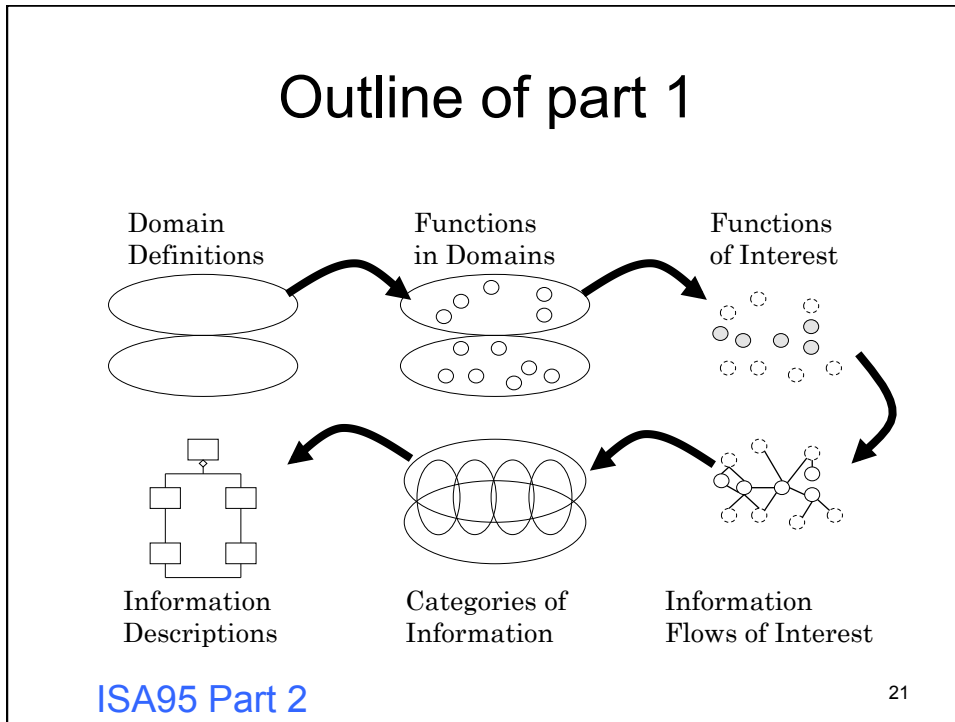 Outline of part 1
Domain
Definitions
Functions
in Domains
Functions
of Interest
Information
Descriptions
Categories of
Information
Information
Flows of Interest
ISA95 Part 2
21